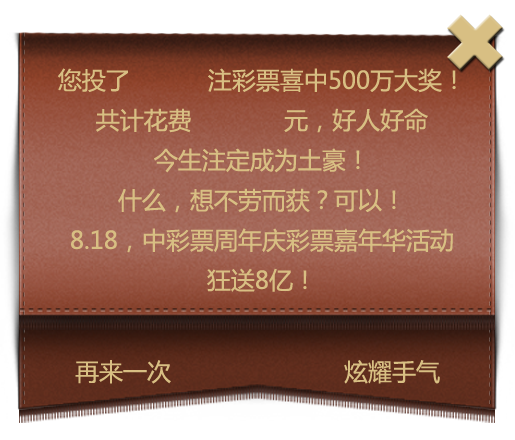 您投了 注彩票喜中500万大奖！
共计花费 元，好人好命
今生注定成为土豪！
什么，想不劳而获？可以！
8.18，中彩票周年庆彩票嘉年华活动
狂送8亿！
再来一次 炫耀手气